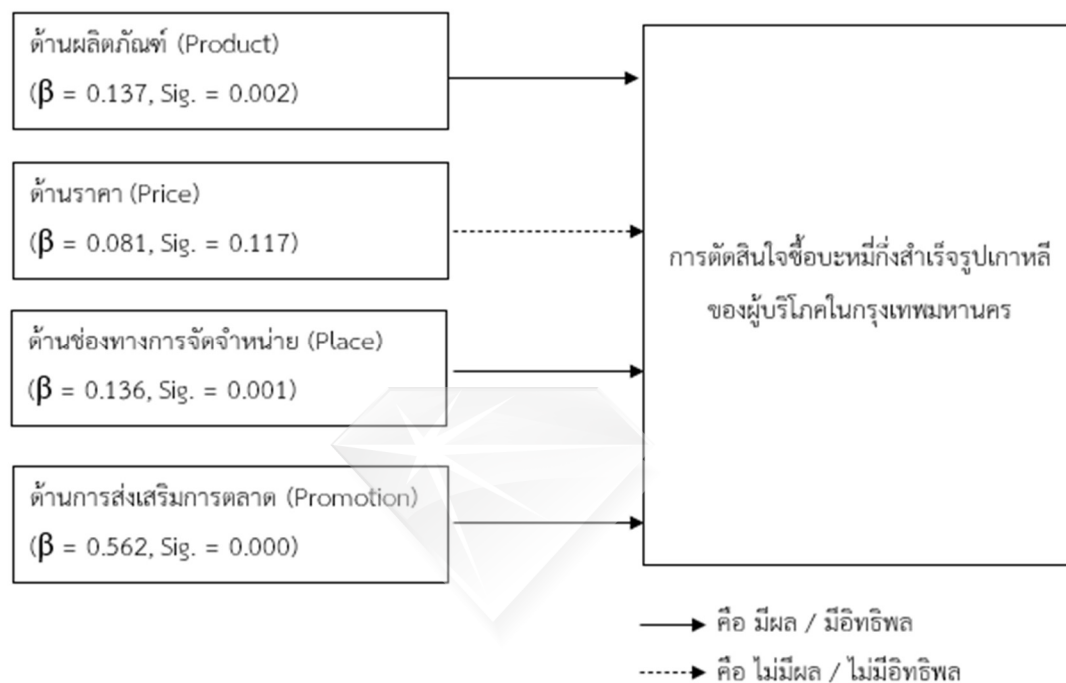 ด้านผลิตภัณฑ์ (Product)
(β = 0.137, Sig. = 0.002)
ด้านราคา (Price)
(β = 0.081, Sig. = 0.117)
ด้านช่องทางการจัดจำหน่าย (Place)
(β = 0.136, Sig. = 0.001)
ด้านการส่งเสริมการตลาด (Promotion)
(β = 0.562, Sig. = 0.000)
การตัดสินใจซื้อบะหมี่กึ่งสำเร็จรูปเกาหลี
ของผู้บริโภคในกรุงเทพมหานคร
คือ มีผล / มีอิทธิพล
คือ ไม่มีผล / ไม่มีอิทธิพล